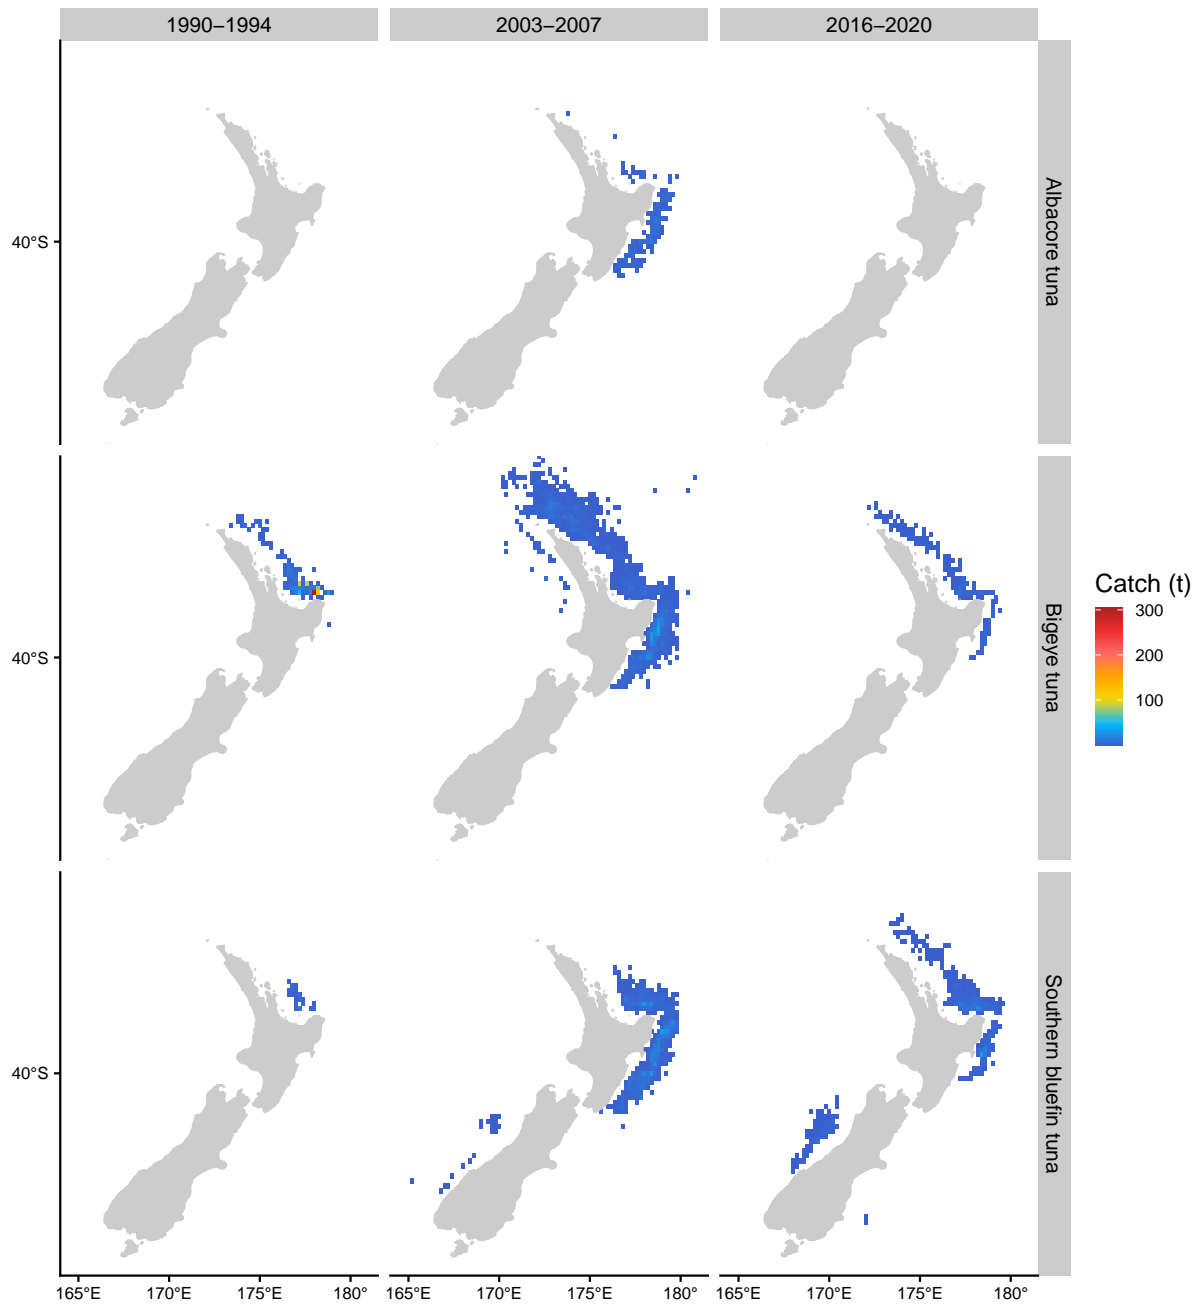 1990–1994
2003–2007
2016–2020
40°S
Albacore tuna
40°S
Bigeye tuna
Catch (t)
300
200
100
40°S
Southern bluefin tuna
165°E 170°E 175°E 180°
165°E 170°E 175°E 180°
165°E 170°E 175°E 180°